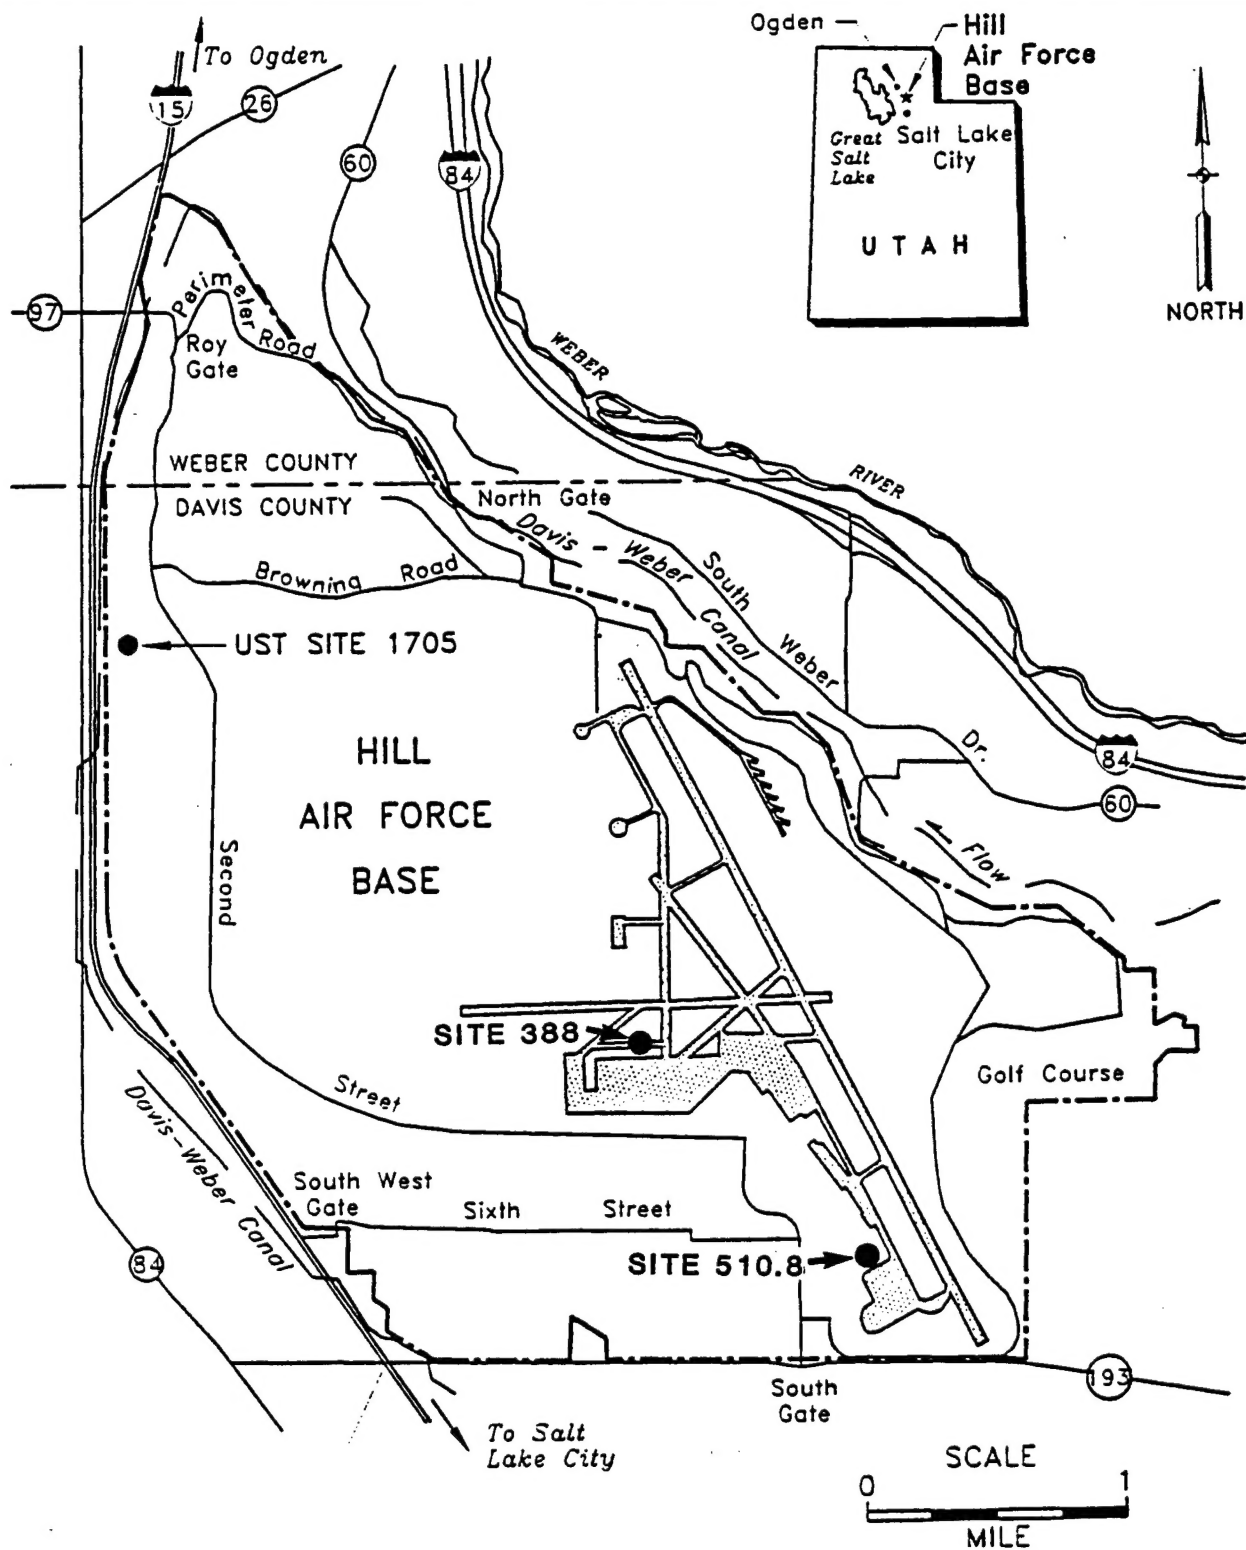 To Ogden
Ogden
Hill
Air Force
Base
15
26
60
84
Great
Salt
Lake
Salt Lake
City
UTAH
NORTH
97
Perimeter Road
Roy
Gate
WEBER RIVER
WEBER COUNTY
DAVIS COUNTY
North Gate
Davis - Weber Canal
South Weber Dr.
Browning Road
UST SITE 1705
HILL
AIR FORCE
BASE
84
60
Flow
Second Street
SITE 388
Golf Course
Davis-Weber Canal
South West
Gate
Sixth Street
SITE 510.8
84
193
South
Gate
To Salt
Lake City
SCALE
0 1
MILE